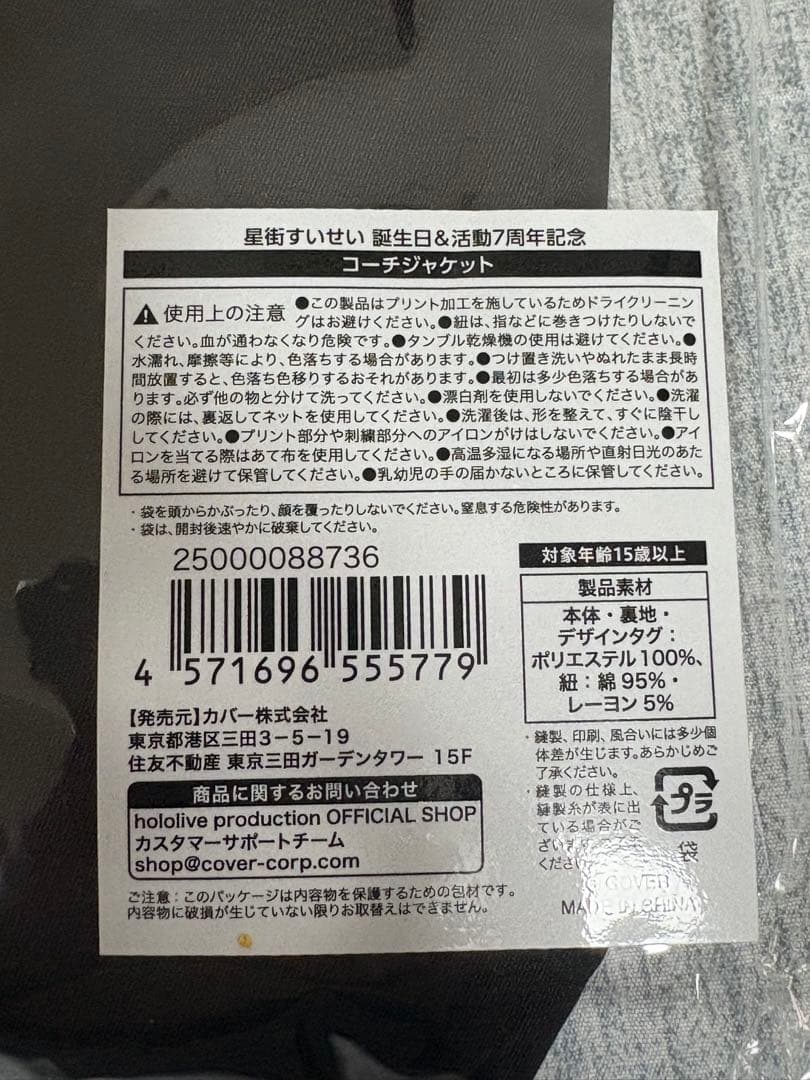 星街すいせい 誕生日&活動7周年記念
コーチジャケット
使用上の注意 ●この製品はプリント加工を施しているためドライクリーニン
グはお避けください。●紐は、指などに巻きつけたりしないで
ください。血が通わなくなり危険です。●タンブル乾燥機の使用は避けてください。●
水濡れ、摩擦等により、色落ちする場合があります。●つけ置き洗いやぬれたまま長時
間放置すると、色落ち色移りするおそれがあります。●最初は多少色落ちする場合があ
ります。必ず他の物と分けて洗ってください。●漂白剤を使用しないでください。●洗濯
の際には、裏返してネットを使用してください。●洗濯後は、形を整えて、すぐに陰干し
してください。●プリント部分や刺繍部分へのアイロンがけはしないでください。●アイ
ロンを当てる際はあて布を使用してください。●高温多湿になる場所や直射日光のあた
る場所を避けて保管してください。●乳幼児の手の届かないところに保管してください。
・袋を頭からかぶったり、顔を覆ったりしないでください。窒息する危険性があります。
・袋は、開封後速やかに破棄してください。
25000088736
4 571696 555779
【発売元】カバー株式会社
東京都港区三田3-5-19
住友不動産 東京三田ガーデンタワー 15F
商品に関するお問い合わせ
hololive production OFFICIAL SHOP
カスタマーサポートチーム
shop@cover-corp.com
ご注意:このパッケージは内容物を保護するための包材です。
内容物に破損が生じていない限りお取替えはできません。
対象年齢15歳以上
製品素材
本体・裏地・
デザインタグ:
ポリエステル100%、
紐:綿95%・
レーヨン5%
・縫製、印刷、風合いには多少個
体差が生じます。あらかじめご
了承ください。
・縫製の仕様上、
縫製糸が表に出
ている場合がご
ざいま
くださ
プラ
袋
COVER
MADE IN CHINA